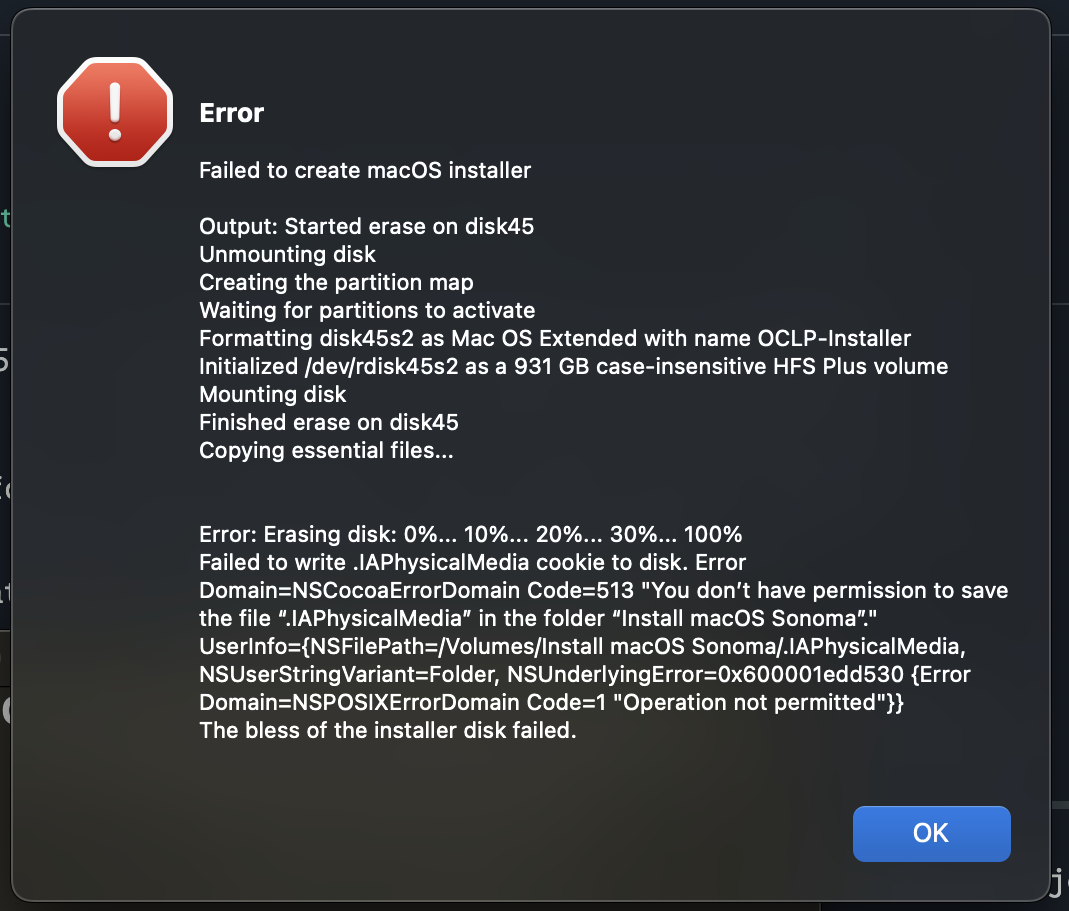 Error
Failed to create macOS installer
Output: Started erase on disk45
Unmounting disk
Creating the partition map
Waiting for partitions to activate
Formatting disk45s2 as Mac OS Extended with name OCLP-Installer
Initialized /dev/rdisk45s2 as a 931 GB case-insensitive HFS Plus volume
Mounting disk
Finished erase on disk45
Copying essential files...
Error: Erasing disk: 0%... 10%... 20%... 30%... 100%
Failed to write .IAPhysicalMedia cookie to disk. Error
Domain=NSCocoaErrorDomain Code=513 "You don’t have permission to save
the file “.IAPhysicalMedia” in the folder “Install macOS Sonoma”."
UserInfo={NSFilePath=/Volumes/Install macOS Sonoma/.IAPhysicalMedia,
NSUserStringVariant=Folder, NSUnderlyingError=0x600001edd530 {Error
Domain=NSPOSIXErrorDomain Code=1 "Operation not permitted"}}
The bless of the installer disk failed.
OK